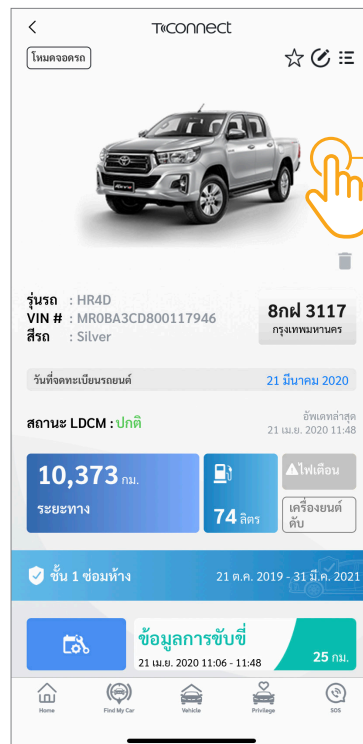 T connect
โหมดจอดรถ
รุ่นรถ : HR4D
VIN # : MR0BA3CD800117946
สีรถ : Silver
8กฝ 3117
กรุงเทพมหานคร
วันที่จดทะเบียนรถยนต์ 21 มีนาคม 2020
สถานะ LDCM : ปกติ
อัพเดทล่าสุด
21 เม.ย. 2020 11:48
10,373 กม.
ระยะทาง
74 ลิตร
ไฟเตือน
เครื่องยนต์
ดับ
ชั้น 1 ซ่อมห้าง 21 ต.ค. 2019 - 31 มี.ค. 2021
ข้อมูลการขับขี่
21 เม.ย. 2020 11:06 - 11:48 25 กม.
Home Find My Car Vehicle Privilege SOS